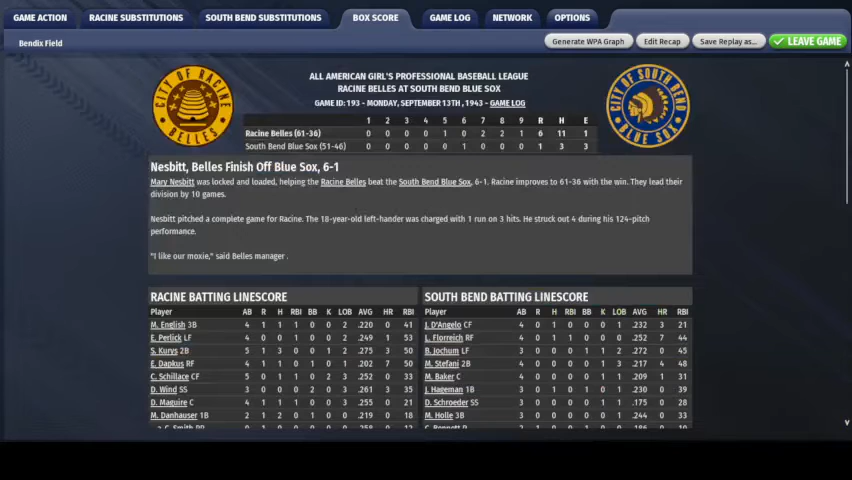 GAME ACTION RACINE SUBSTITUTIONS SOUTH BEND SUBSTITUTIONS BOX SCORE GAME LOG NETWORK OPTIONS
Bendix Field Generate WPA Graph Edit Recap Save Replay as... LEAVE GAME
CITY OF RACINE BELLES
ALL AMERICAN GIRL'S PROFESSIONAL BASEBALL LEAGUE
RACINE BELLES AT SOUTH BEND BLUE SOX
GAME ID: 193 - MONDAY, SEPTEMBER 13TH, 1943 - GAME LOG
CITY OF SOUTH BEND BLUE SOX
1 2 3 4 5 6 7 8 9 R H E
Racine Belles (61-36) 0 0 0 0 1 0 2 2 1 6 11 1
South Bend Blue Sox (51-46) 0 0 0 0 0 1 0 0 0 1 3 3
Nesbitt, Belles Finish Off Blue Sox, 6-1
Mary Nesbitt was locked and loaded, helping the Racine Belles beat the South Bend Blue Sox, 6-1. Racine improves to 61-36 with the win. They lead their
division by 10 games.
Nesbitt pitched a complete game for Racine. The 18-year-old left-hander was charged with 1 run on 3 hits. He struck out 4 during his 124-pitch
performance.
"I like our moxie," said Belles manager .
RACINE BATTING LINESCORE
Player AB R H RBI BB K LOB AVG HR RBI
M. English 3B 4 1 1 1 0 0 2 .220 0 41
E. Perlick LF 4 0 0 1 0 0 2 .249 1 53
S. Kurys 2B 5 1 3 0 0 1 2 .275 3 50
E. Dapkus RF 4 1 1 0 1 0 1 .202 7 50
C. Schillace CF 5 0 1 0 0 2 3 .252 0 33
D. Wind SS 3 0 0 0 2 0 3 .261 3 35
D. Maguire C 4 1 1 0 0 0 3 .255 0 21
M. Danhauser 1B 2 1 2 0 1 0 0 .219 0 18
SOUTH BEND BATTING LINESCORE
Player AB R H RBI BB K LOB AVG HR RBI
J. D'Angelo CF 4 0 1 0 0 0 1 .232 3 21
L. Florreich RF 4 0 1 1 0 0 0 .252 7 44
B. Jochum LF 3 0 0 0 1 1 2 .272 0 45
M. Stefani 2B 4 0 0 0 0 1 3 .217 4 48
M. Baker C 4 0 0 0 0 1 1 .209 1 31
J. Hageman 1B 3 0 1 0 1 0 1 .230 0 39
D. Schroeder SS 3 0 0 0 0 0 0 .175 0 28
M. Holle 3B 3 0 0 0 0 0 1 .244 0 33